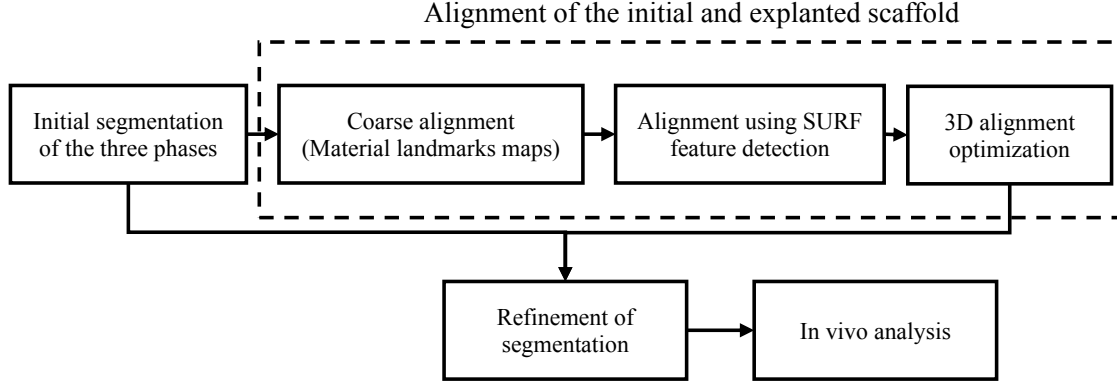 Alignment of the initial and explanted scaffold
Initial segmentation
of the three phases
Coarse alignment
(Material landmarks maps)
Alignment using SURF
feature detection
3D alignment
optimization
Refinement of
segmentation
In vivo analysis